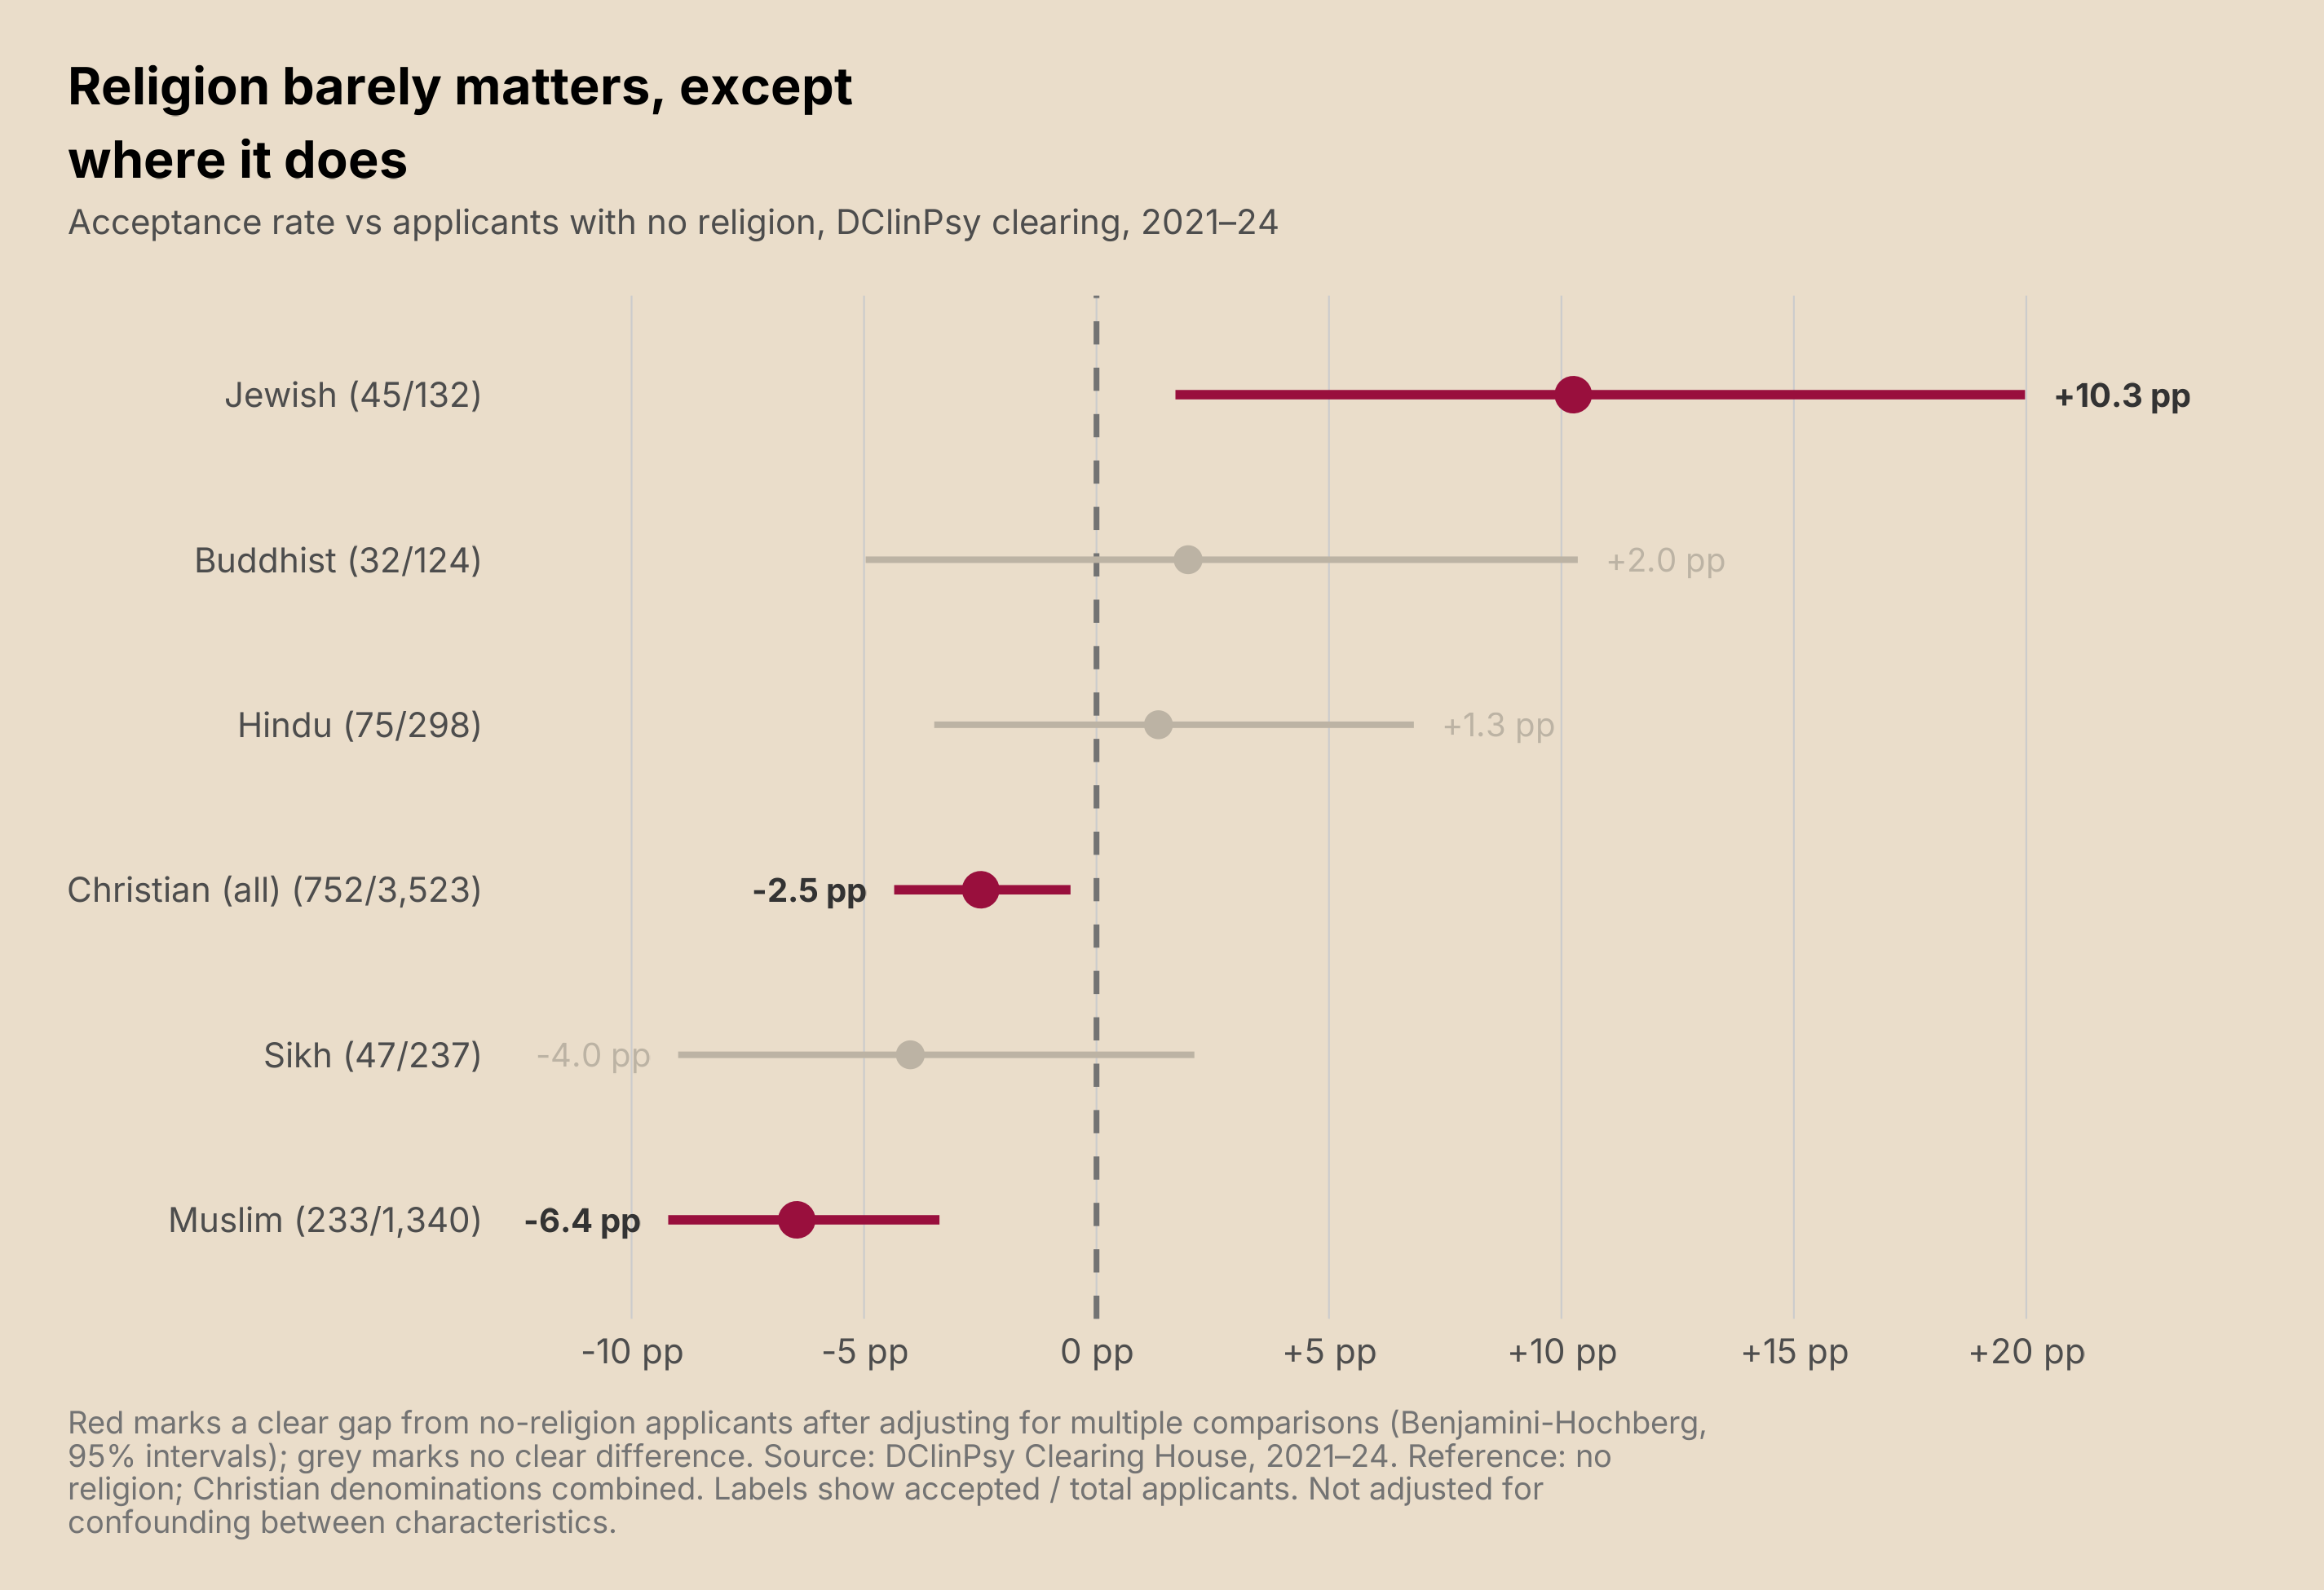 Religion barely matters, except
where it does
Acceptance rate vs applicants with no religion, DClinPsy clearing, 2021–24
Jewish (45/132)
+10.3 pp
Buddhist (32/124)
+2.0 pp
Hindu (75/298)
+1.3 pp
Christian (all) (752/3,523)
-2.5 pp
Sikh (47/237)
-4.0 pp
Muslim (233/1,340)
-6.4 pp
-10 pp
-5 pp
0 pp
+5 pp
+10 pp
+15 pp
+20 pp
Red marks a clear gap from no-religion applicants after adjusting for multiple comparisons (Benjamini-Hochberg,
95% intervals); grey marks no clear difference. Source: DClinPsy Clearing House, 2021–24. Reference: no
religion; Christian denominations combined. Labels show accepted / total applicants. Not adjusted for
confounding between characteristics.